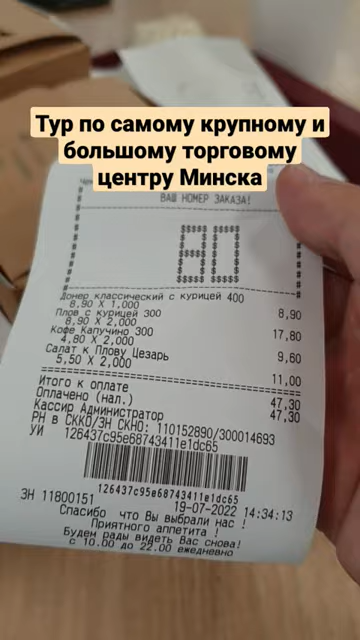 Тур по самому крупному и
большому торговому
центру Минска
ВАШ НОМЕР ЗАКАЗА!
Донер классический с курицей 400
8,90 X 1,000 8,90
Плов с курицей 300
8,90 X 2,000 17,80
Кофе Капучино 300
4,80 X 2,000 9,60
Салат к Плову Цезарь
5,50 X 2,000 11,00
Итого к оплате 47,30
Оплачено (нал.) 47,30
Кассир Администратор
РН в СККО/ЗН СКНО: 110152890/300014693
УИ 126437c95e68743411e1dc65
126437c95e68743411e1dc65
ЗН 11800151 19-07-2022 14:34:13
Спасибо что Вы выбрали нас !
Приятного аппетита !
Будем рады видеть Вас снова!
с 10.00 до 22.00 ежедневно